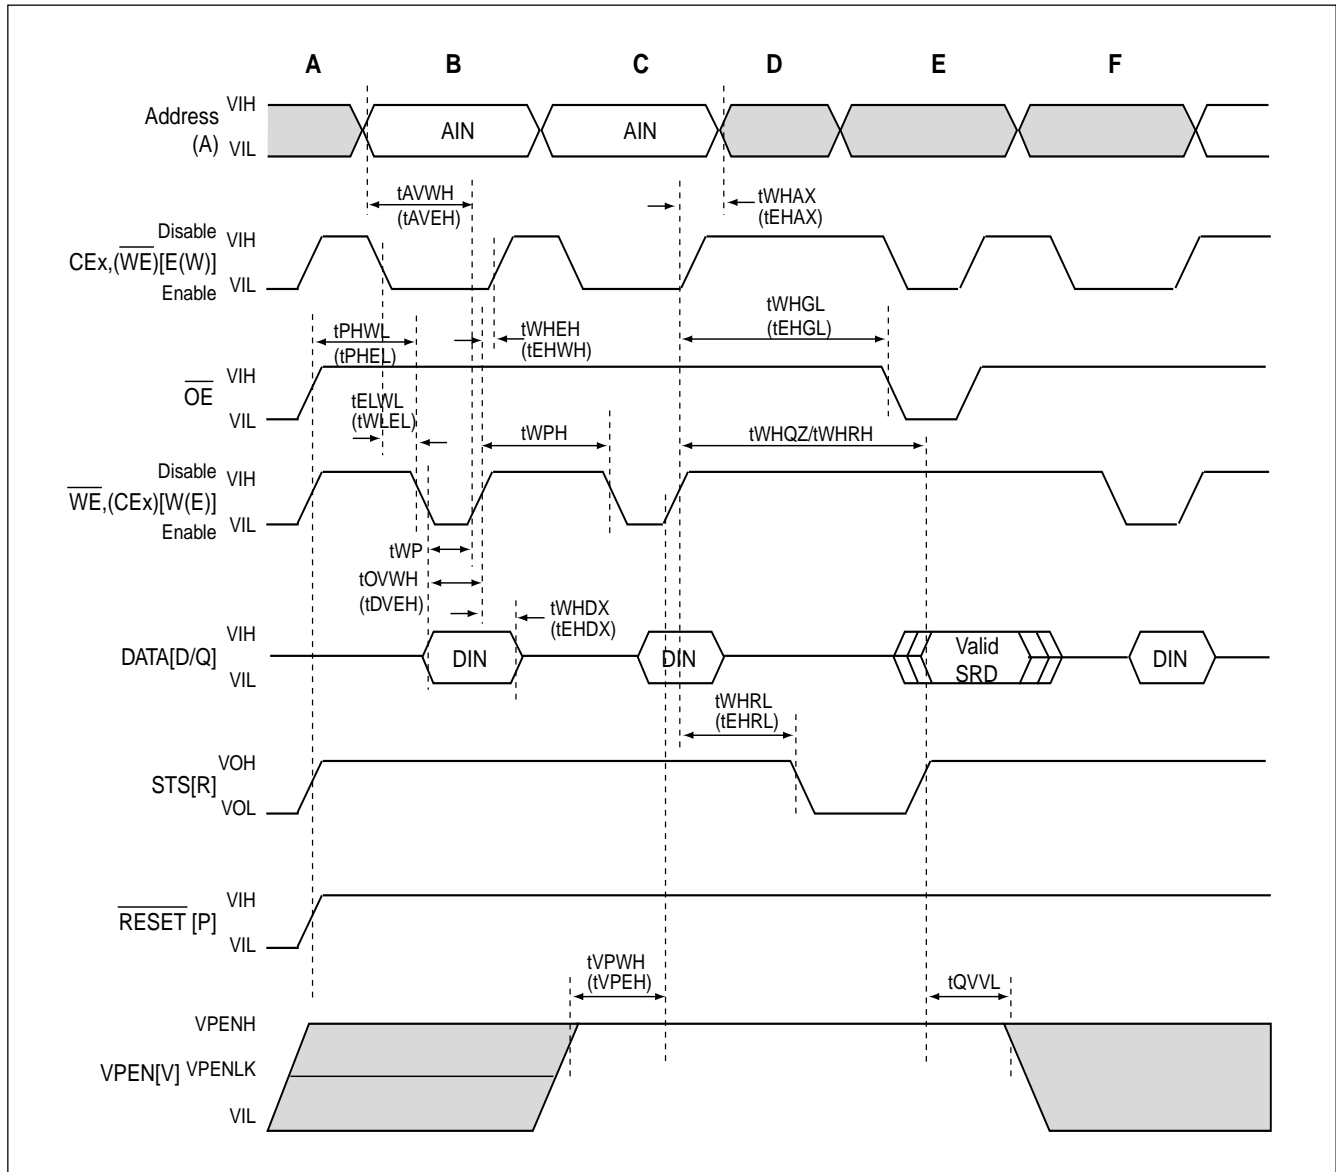 A B C D E F
Address
(A)
VIH
VIL
AIN AIN
tAVWH
(tAVEH)
tWHAX
(tEHAX)
Disable
CEx,(WE)[E(W)]
Enable
VIH
VIL
tPHWL
(tPHEL)
tWHEH
(tEHWH)
tWHGL
(tEHGL)
OE
VIH
VIL
tELWL
(tWLEL)
tWPH
tWHQZ/tWHRH
Disable
WE,(CEx)[W(E)]
Enable
VIH
VIL
tWP
tOVWH
(tDVEH)
tWHDX
(tEHDX)
DATA[D/Q]
VIH
VIL
DIN DIN
Valid
SRD
DIN
tWHRL
(tEHRL)
STS[R]
VOH
VOL
RESET [P]
VIH
VIL
tVPWH
(tVPEH)
tQVVL
VPEN[V]
VPENH
VPENLK
VIL